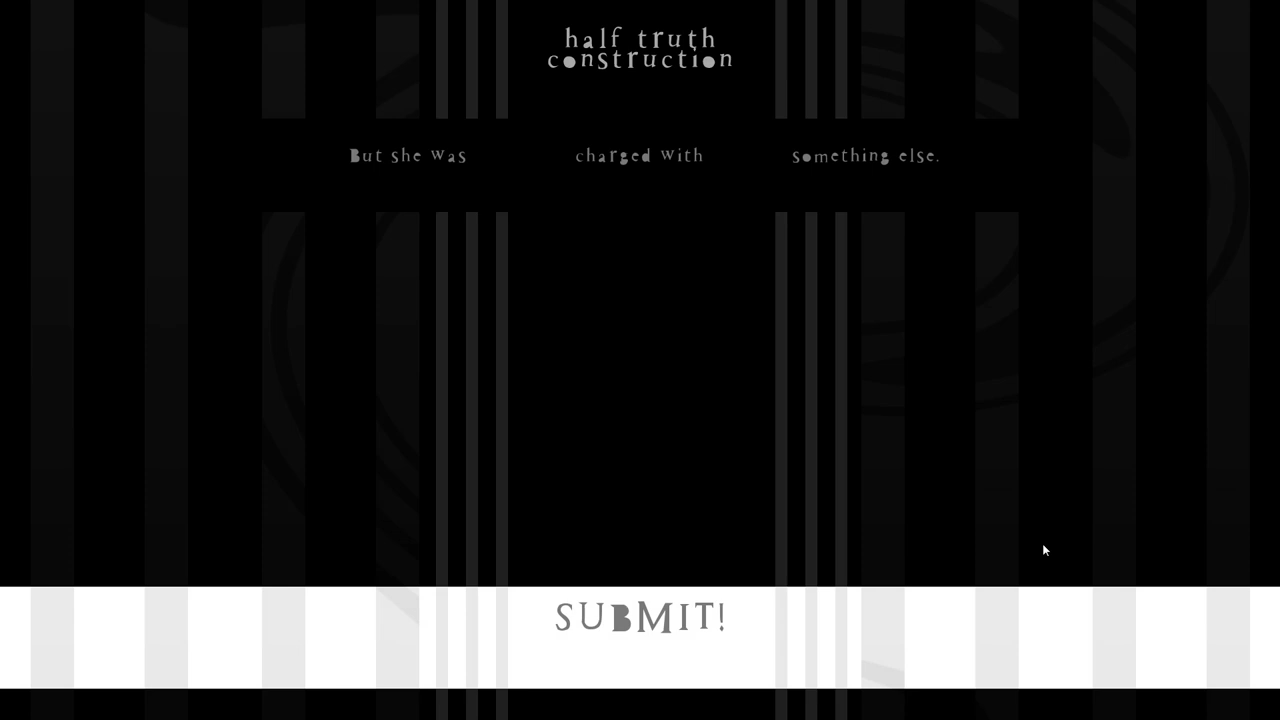 half truth
construction
But she was charged with something else.
SUBMIT!